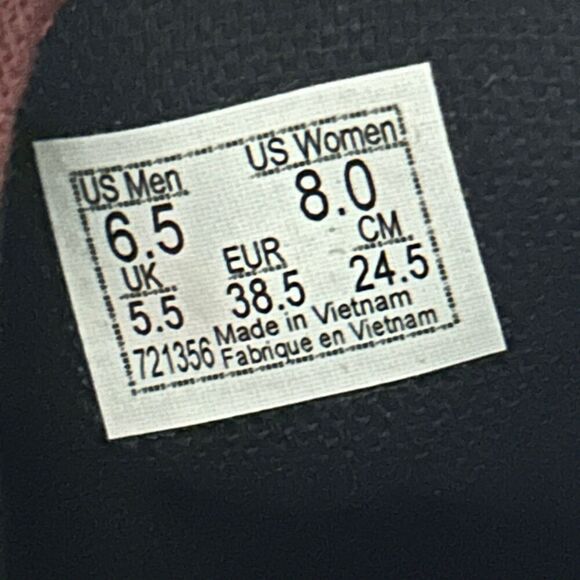 US Men US Women
6.5 8.0
UK EUR CM
5.5 38.5 24.5
721356 Made in Vietnam
Fabrique en Vietnam